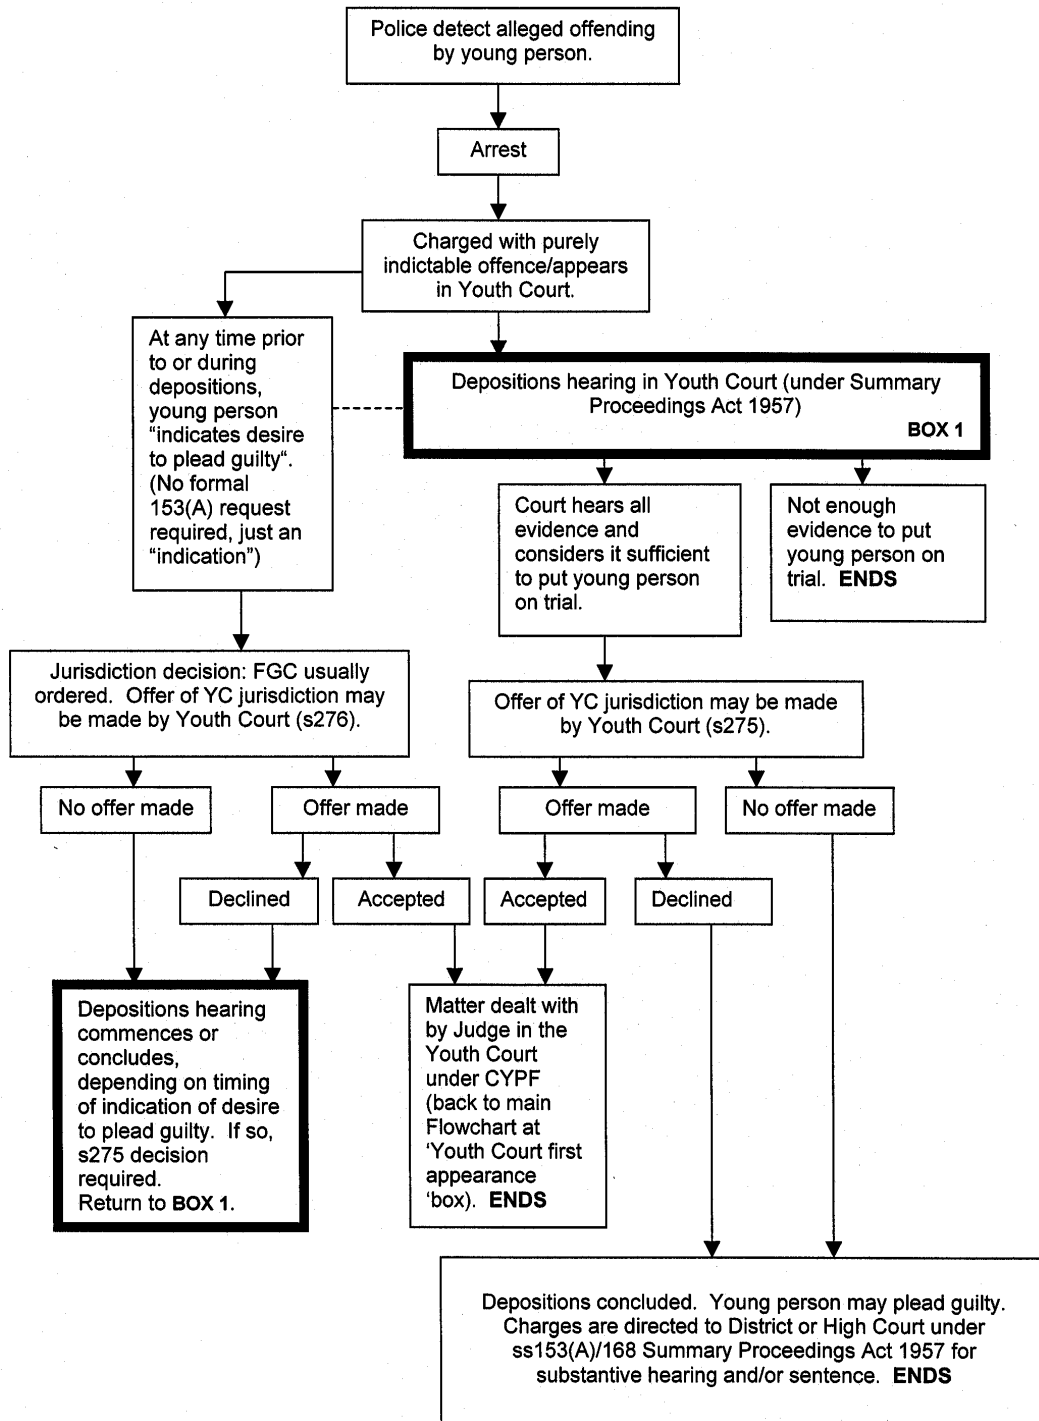 Police detect alleged offending
by young person.
Arrest
Charged with purely
indictable offence/appears
in Youth Court.
At any time prior
to or during
depositions,
young person
“indicates desire
to plead guilty“.
(No formal
153(A) request
required, just an
“indication”)
Depositions hearing in Youth Court (under Summary
Proceedings Act 1957)
BOX 1
Court hears all
evidence and
considers it sufficient
to put young person
on trial.
Not enough
evidence to put
young person on
trial. ENDS
Jurisdiction decision: FGC usually
ordered. Offer of YC jurisdiction may
be made by Youth Court (s276).
Offer of YC jurisdiction may be made
by Youth Court (s275).
No offer made
Offer made
Offer made
No offer made
Declined
Accepted
Accepted
Declined
Depositions hearing
commences or
concludes,
depending on timing
of indication of desire
to plead guilty. If so,
s275 decision
required.
Return to BOX 1.
Matter dealt with
by Judge in the
Youth Court
under CYPF
(back to main
Flowchart at
‘Youth Court first
appearance
‘box). ENDS
Depositions concluded. Young person may plead guilty.
Charges are directed to District or High Court under
ss153(A)/168 Summary Proceedings Act 1957 for
substantive hearing and/or sentence. ENDS